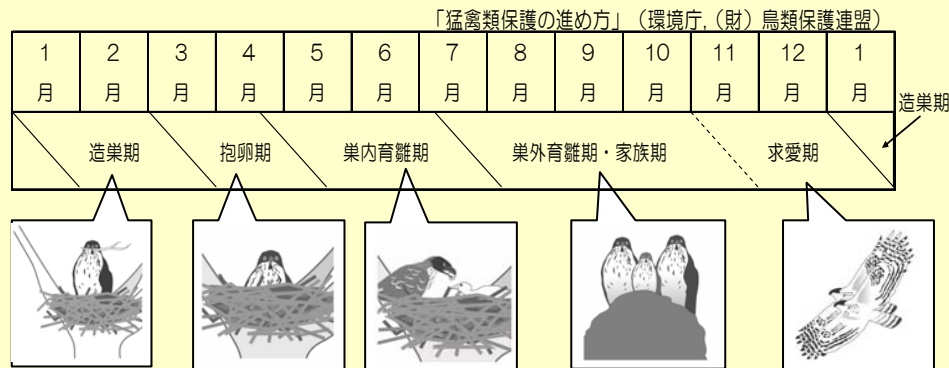 「猛禽類保護の進め方」（環境庁,（財）鳥類保護連盟）
1月 2月 3月 4月 5月 6月 7月 8月 9月 10月 11月 12月 1月
造巣期
造巣期 抱卵期 巣内育雛期 巣外育雛期・家族期 求愛期